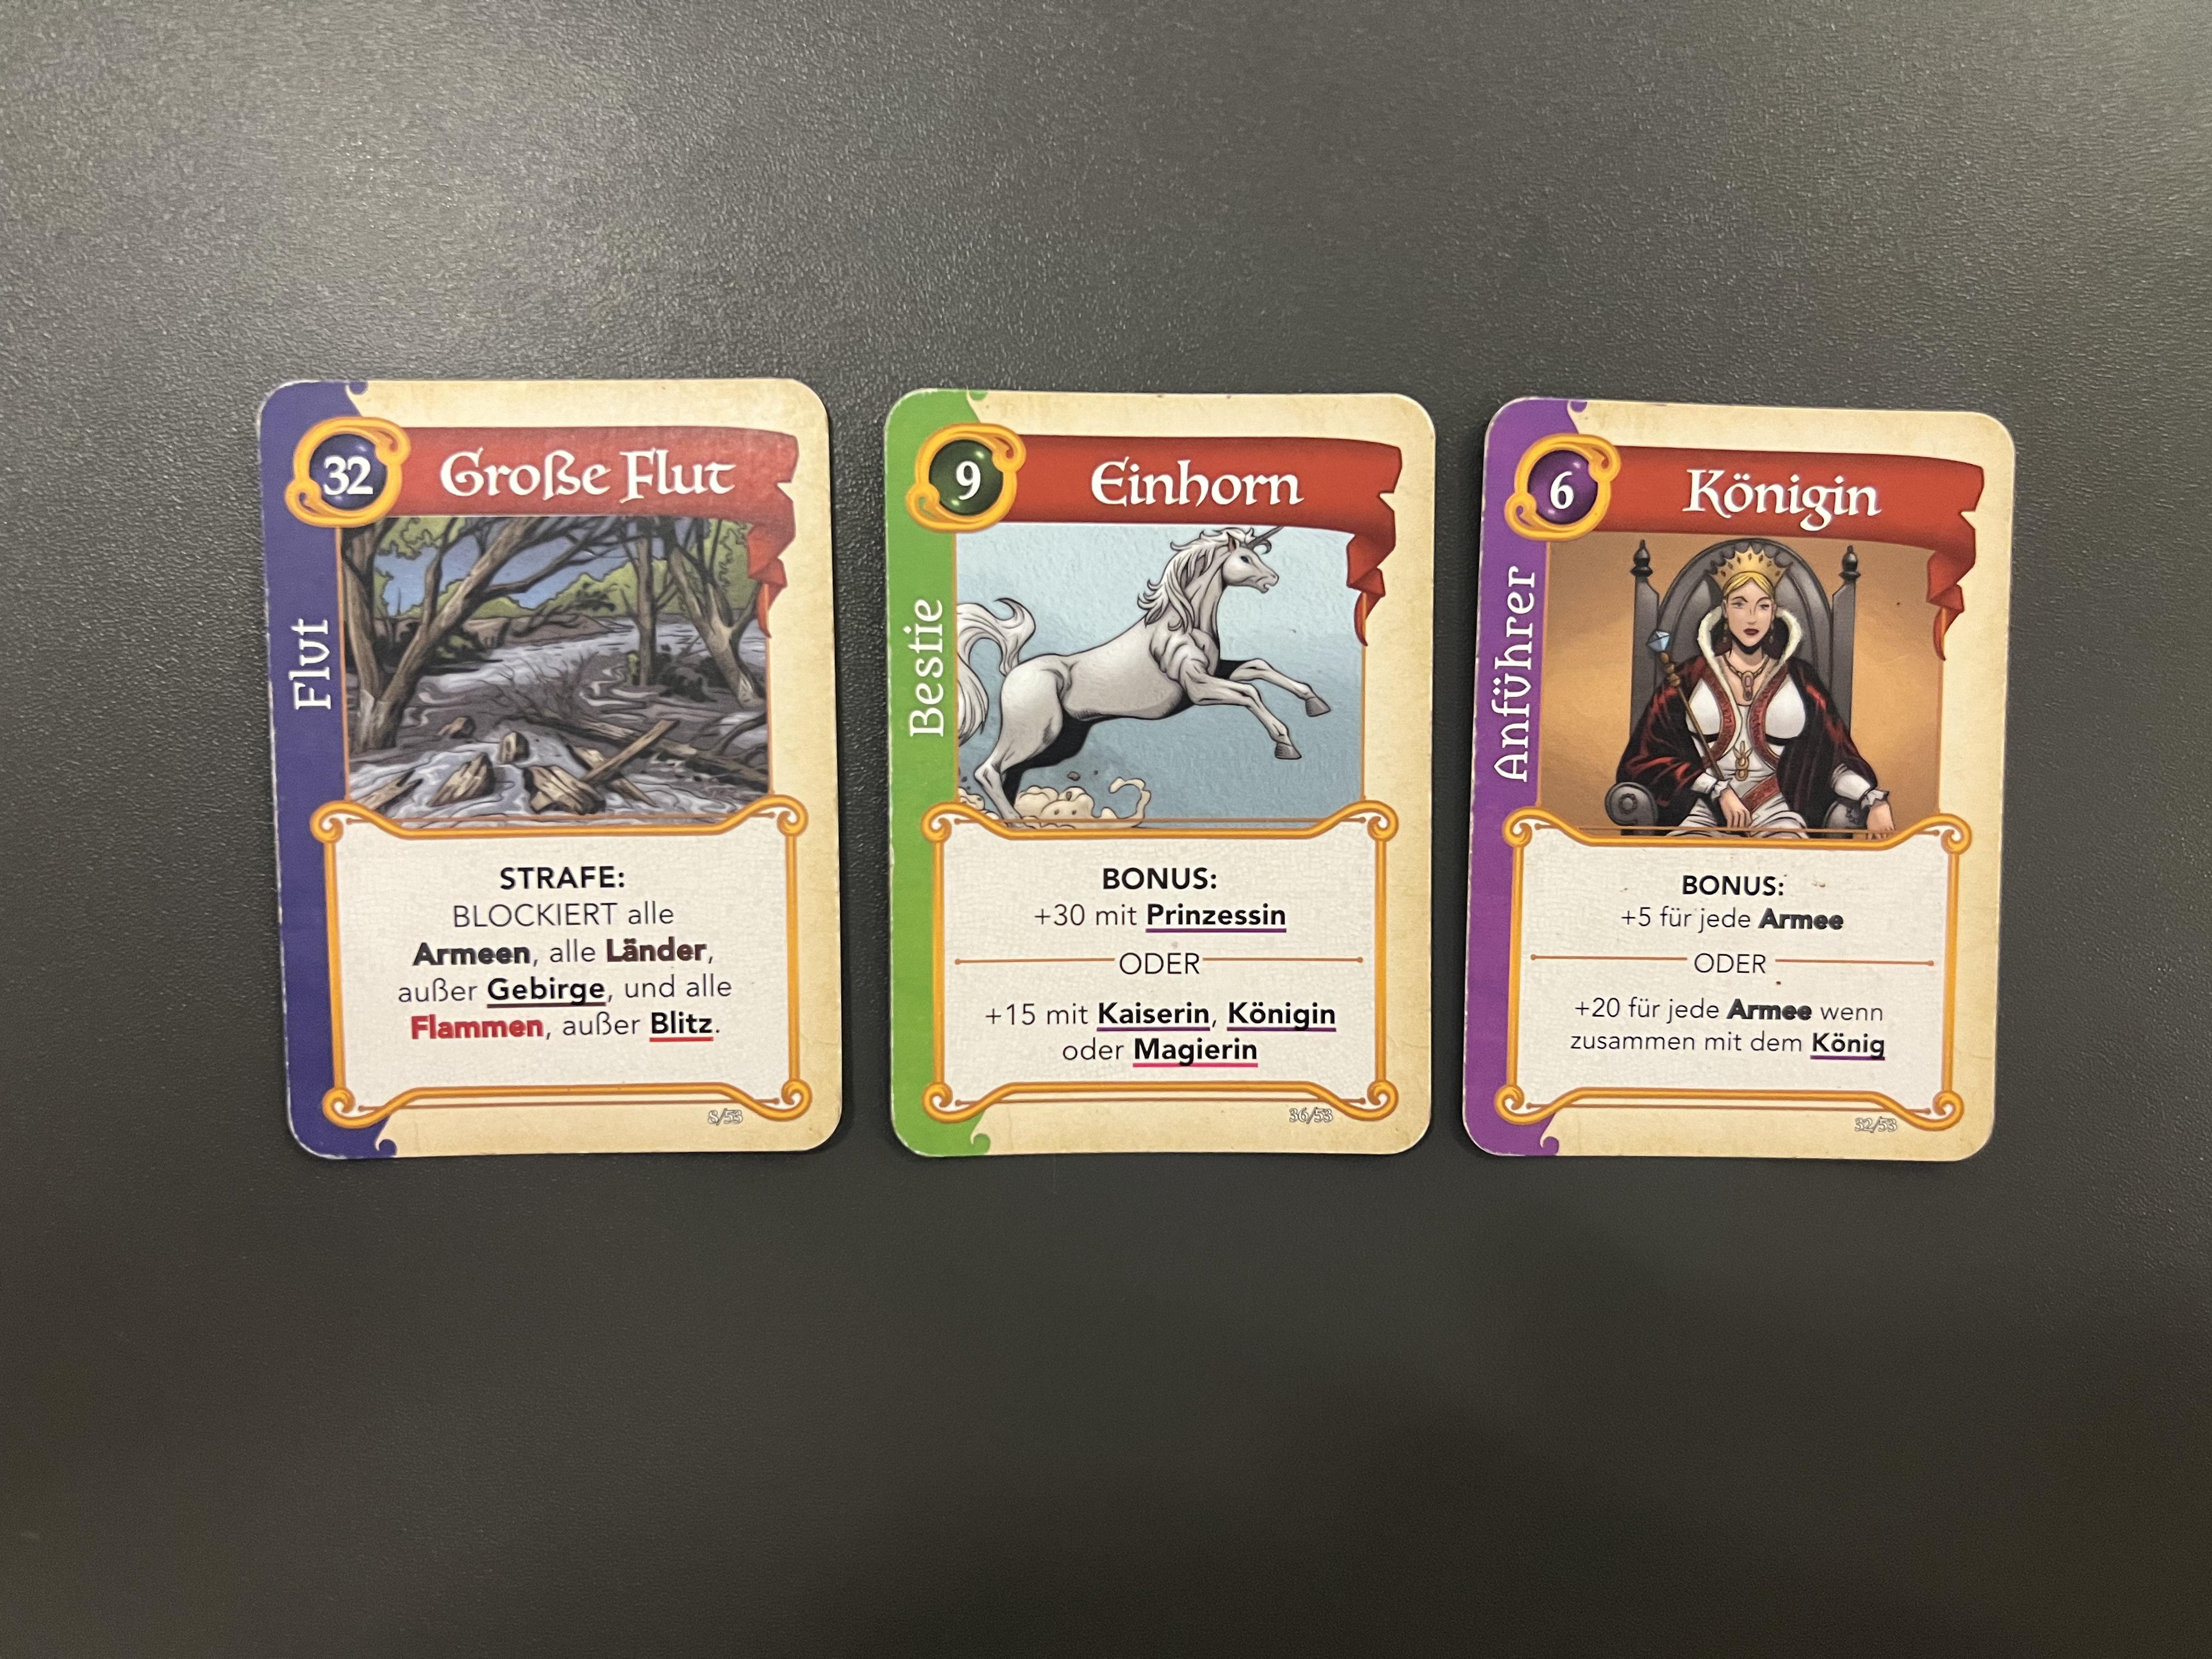 32
Große Flut
Flut
STRAFE:
BLOCKIERT alle
Armeen, alle Länder,
außer Gebirge, und alle
Flammen, außer Blitz.
8/53
9
Einhorn
Bestie
BONUS:
+30 mit Prinzessin
ODER
+15 mit Kaiserin, Königin
oder Magierin
36/53
6
Königin
Anführer
BONUS:
+5 für jede Armee
ODER
+20 für jede Armee wenn
zusammen mit dem König
32/53